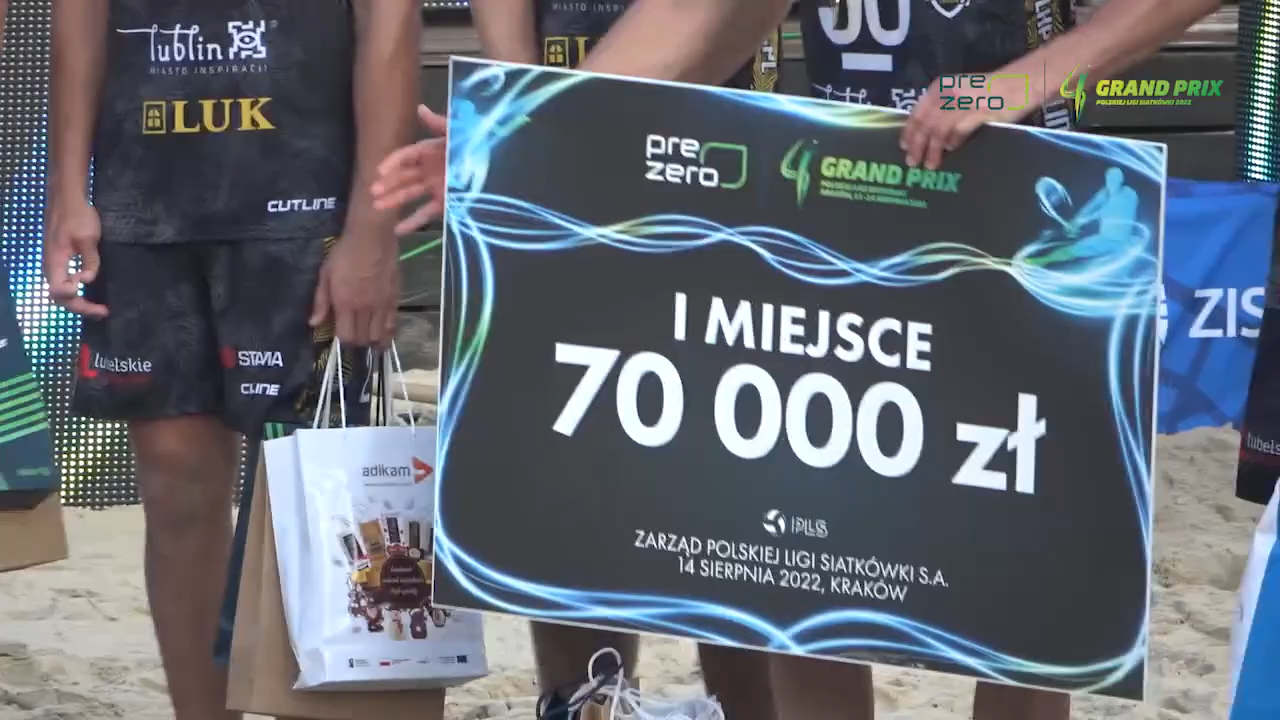 lublin
MIASTO INSPIRACJI
LUK
CUTLINE
lubelskie
STAVIA
adikam
pre
zero
GRAND PRIX
POLSKIEJ LIGI SIATKÓWKI 2022
pre
zero
GRAND PRIX
I MIEJSCE
70 000 zł
PLS
ZARZĄD POLSKIEJ LIGI SIATKÓWKI S.A.
14 SIERPNIA 2022, KRAKÓW
ZIS